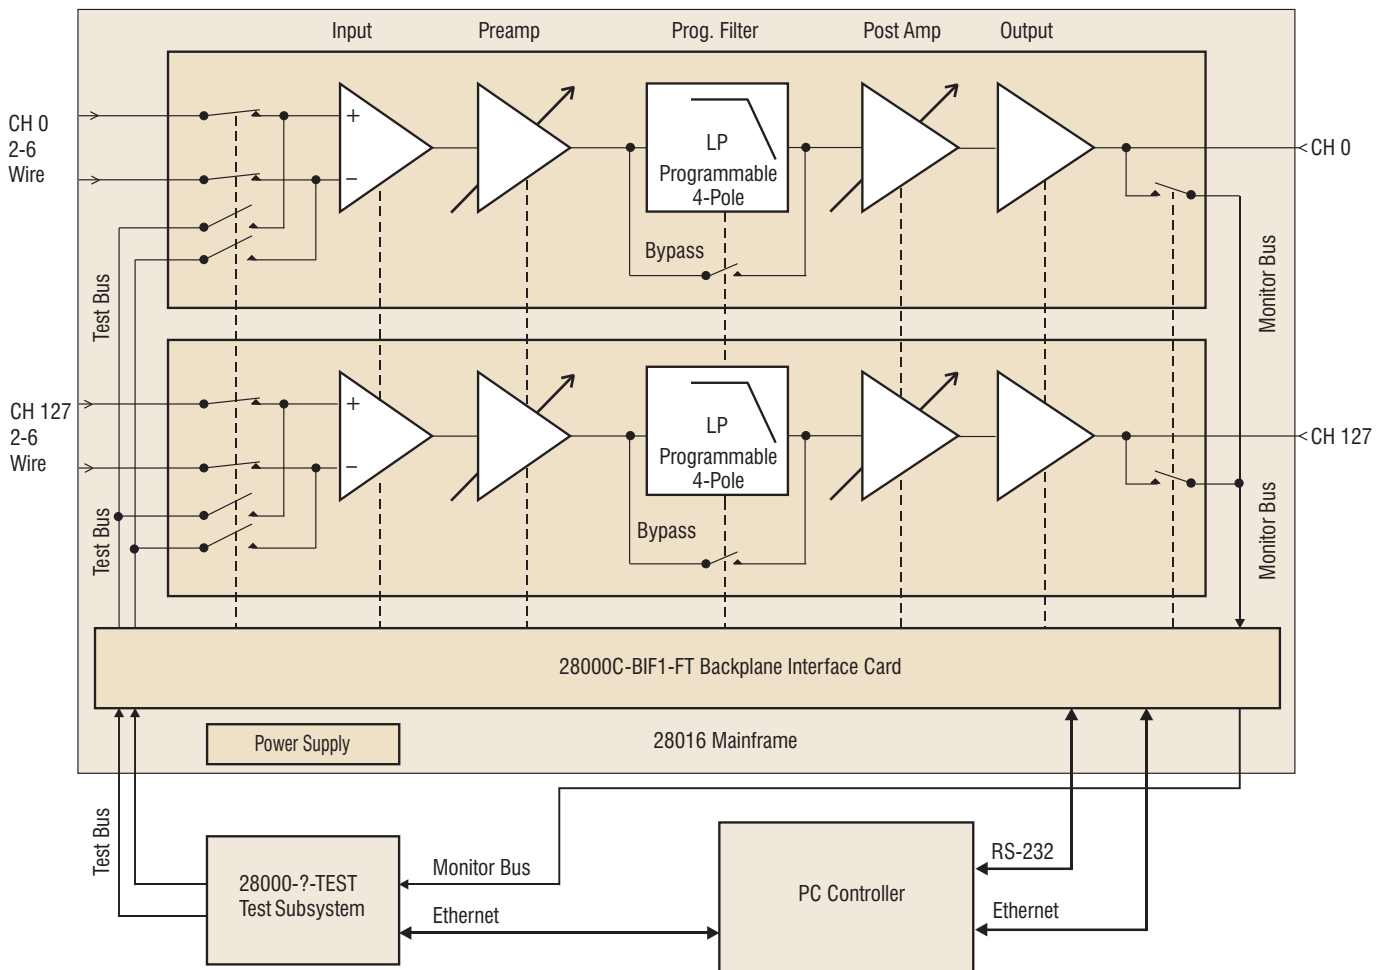 Input Preamp Prog. Filter Post Amp Output
CH 0
2-6
Wire
+
−
LP
Programmable
4-Pole
Bypass
CH 0
Test Bus
Monitor Bus
CH 127
2-6
Wire
+
−
LP
Programmable
4-Pole
Bypass
CH 127
Test Bus
Monitor Bus
28000C-BIF1-FT Backplane Interface Card
Power Supply
28016 Mainframe
Test Bus
28000-?-TEST
Test Subsystem
Monitor Bus
Ethernet
PC Controller
RS-232
Ethernet